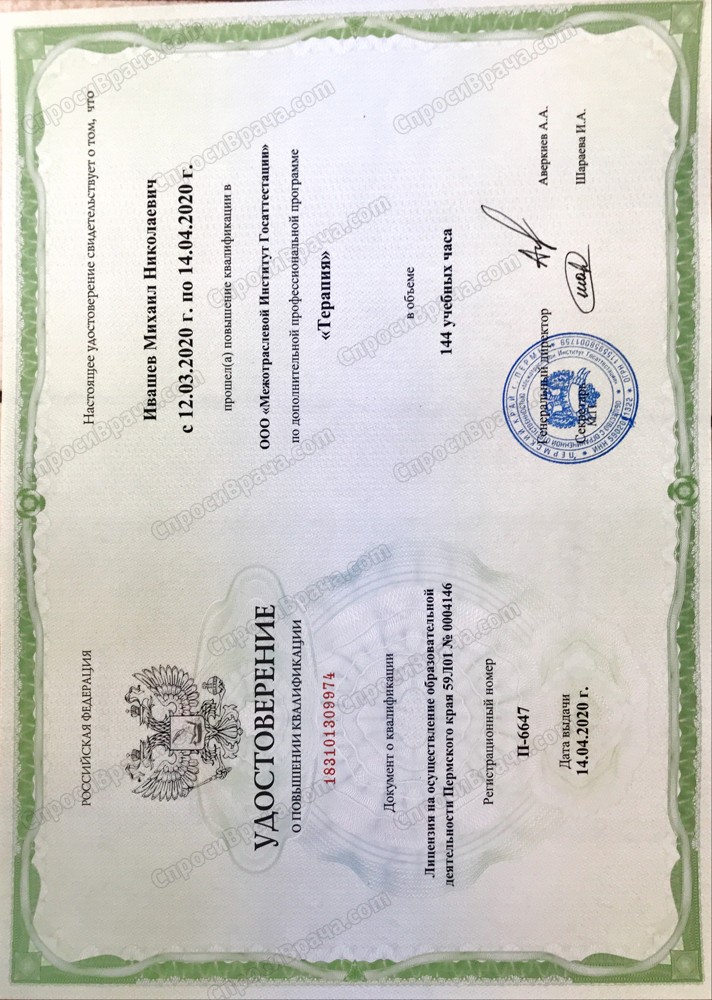 РОССИЙСКАЯ ФЕДЕРАЦИЯ
УДОСТОВЕРЕНИЕ
О ПОВЫШЕНИИ КВАЛИФИКАЦИИ
183101309974
Документ о квалификации
Лицензия на осуществление образовательной
деятельности Пермского края 59Л01 № 0004146
Регистрационный номер
П-6647
Дата выдачи
14.04.2020 г.
Настоящее удостоверение свидетельствует о том, что
Ивашев Михаил Николаевич
с 12.03.2020 г. по 14.04.2020 г.
прошел(а) повышение квалификации в
ООО «Межотраслевой Институт Госаттестации»
по дополнительной профессиональной программе
«Терапия»
в объеме
144 учебных часа
Генеральный директор
Аверкиев А.А.
Секретарь
Шараева И.А.
СпросиВрача.com